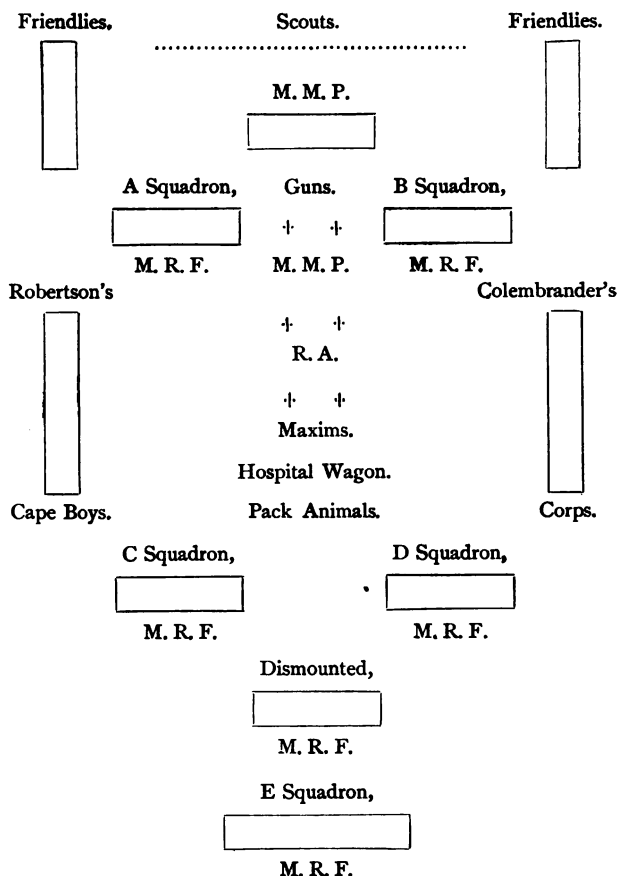 Friendlies. Scouts. Friendlies.
M. M. P.
A Squadron, Guns. B Squadron,
M. R. F. M. M. P. M. R. F.
Robertson's Colembrander's
R. A.
Maxims.
Hospital Wagon.
Cape Boys. Pack Animals. Corps.
C Squadron, D Squadron,
M. R. F. M. R. F.
Dismounted,
M. R. F.
E Squadron,
M. R. F.